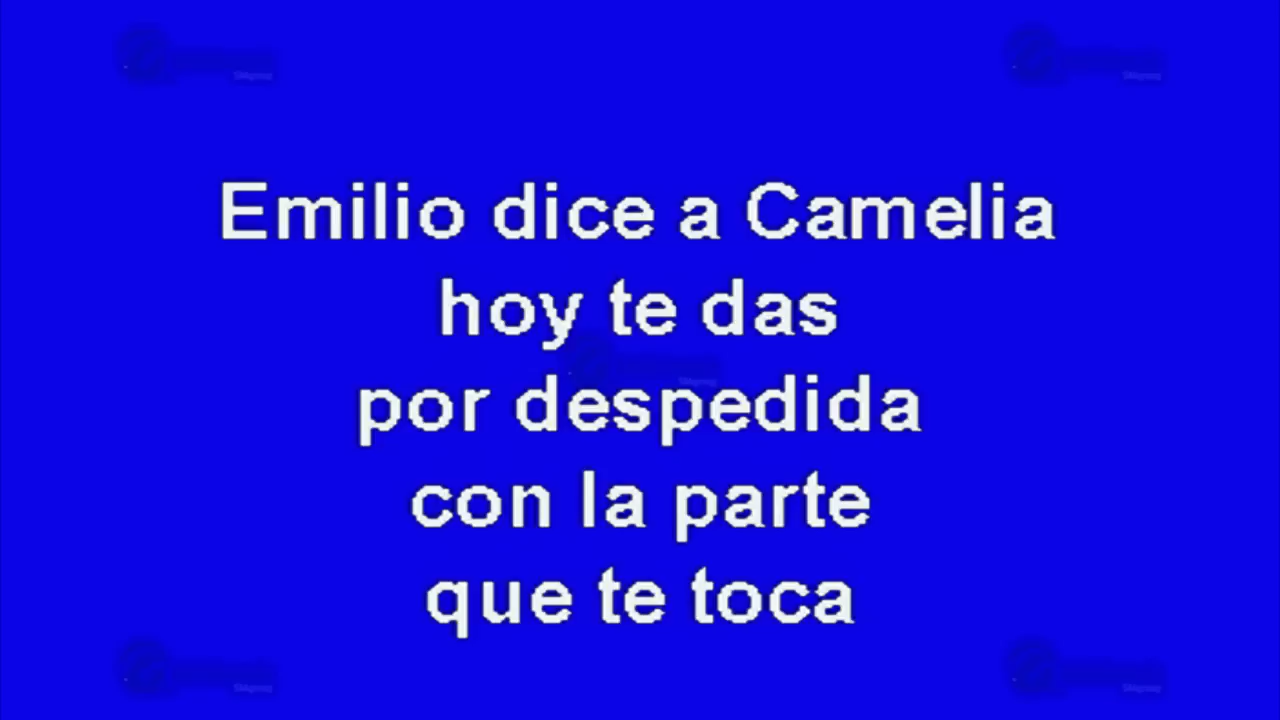 Emilio dice a Camelia
hoy te das
por despedida
con la parte
que te toca